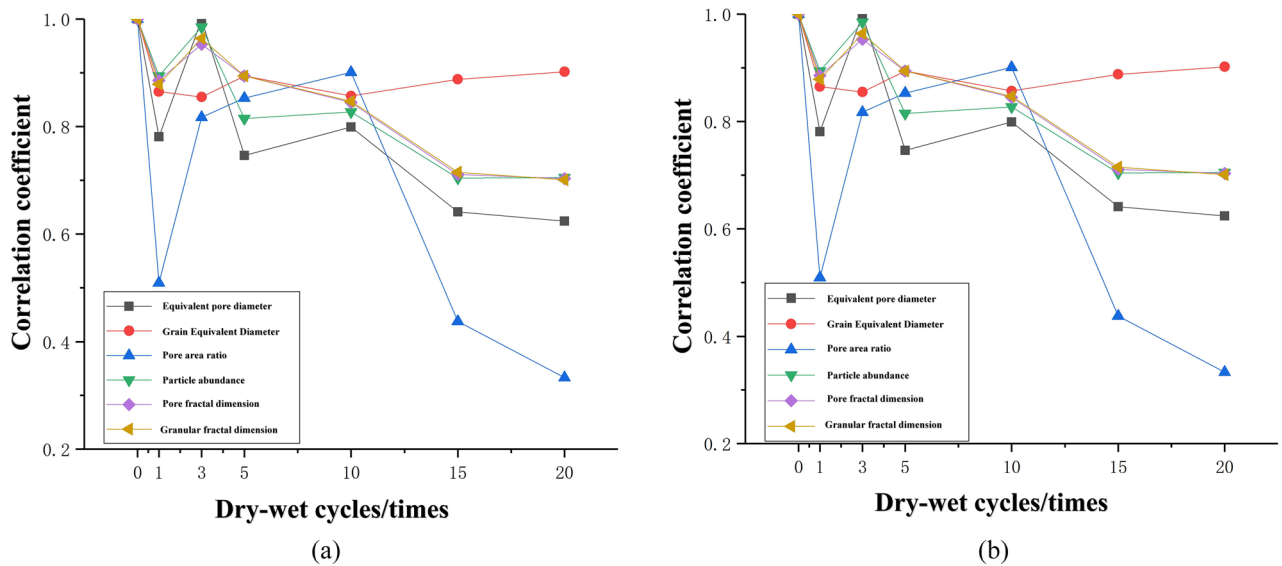 1.0
0.8
0.6
0.4
0.2
Correlation coefficient
Equivalent pore diameter
Grain Equivalent Diameter
Pore area ratio
Particle abundance
Pore fractal dimension
Granular fractal dimension
0 1 3 5 10 15 20
Dry-wet cycles/times
(a)
1.0
0.8
0.6
0.4
0.2
Correlation coefficient
Equivalent pore diameter
Grain Equivalent Diameter
Pore area ratio
Particle abundance
Pore fractal dimension
Granular fractal dimension
0 1 3 5 10 15 20
Dry-wet cycles/times
(b)